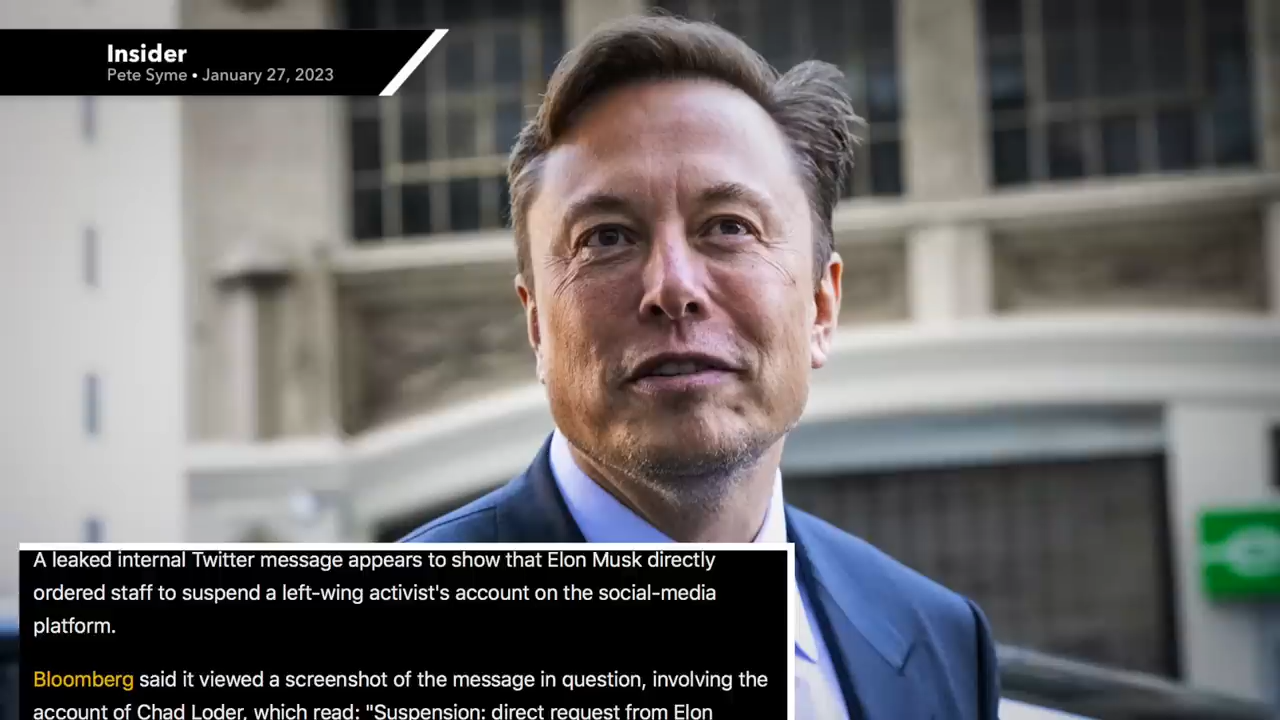 Insider
Pete Syme • January 27, 2023
A leaked internal Twitter message appears to show that Elon Musk directly
ordered staff to suspend a left-wing activist's account on the social-media
platform.
Bloomberg said it viewed a screenshot of the message in question, involving the
account of Chad Loder, which read: "Suspension: direct request from Elon